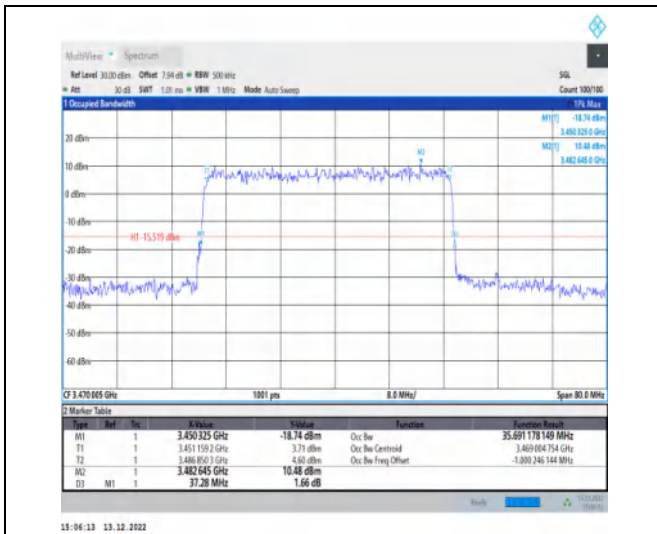 MultiView Spectrum
Ref Level 30.00 dBm Offset 7.94 dB RBW 500 kHz SGL
Att 30 dB SWT 1.01 ms VBW 1 MHz Mode Auto Sweep Count 100/100
1 Occupied Bandwidth 1Pk Max
M1[1] -18.74 dBm
3.450 325 0 GHz
20 dBm M2[1] 10.48 dBm
3.482 645 0 GHz
M2
10 dBm
0 dBm
-10 dBm
H1 -15.519 dBm M1
-20 dBm
-30 dBm
-40 dBm
-50 dBm
-60 dBm
CF 3.470 005 GHz 1001 pts 8.0 MHz/ Span 80.0 MHz
2 Marker Table
Type Ref Trc X-Value Y-Value Function Function Result
M1 1 3.450 325 GHz -18.74 dBm Occ Bw 35.691 178 149 MHz
T1 1 3.451 159 2 GHz 3.71 dBm Occ Bw Centroid 3.469 004 754 GHz
T2 1 3.486 850 3 GHz 4.60 dBm Occ Bw Freq Offset -1.000 246 144 MHz
M2 1 3.482 645 GHz 10.48 dBm
D3 M1 1 37.28 MHz 1.66 dB
Ready
15:06:13 13.12.2022